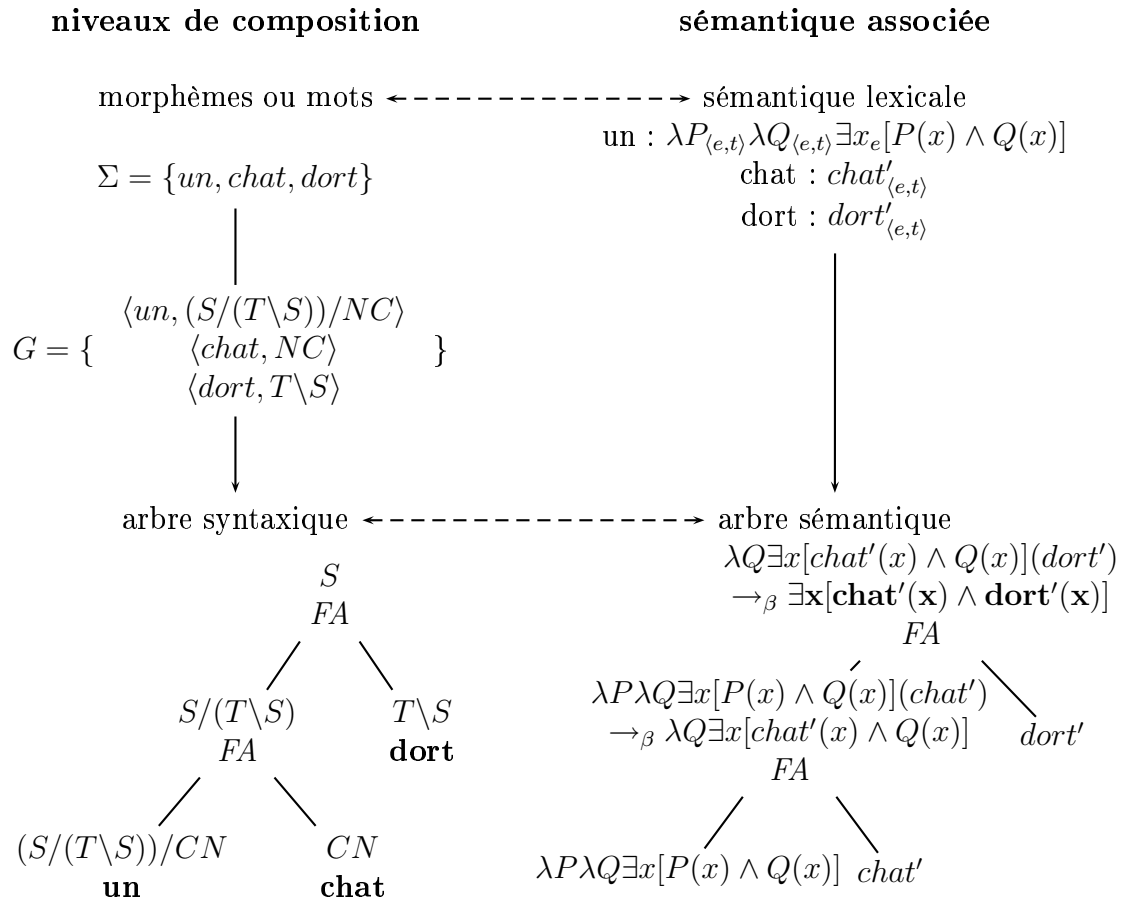 niveaux de composition
sémantique associée
morphèmes ou mots
sémantique lexicale
un : λP⟨e,t⟩λQ⟨e,t⟩∃xₑ[P(x) ∧ Q(x)]
Σ = {un, chat, dort}
chat : chat′⟨e,t⟩
dort : dort′⟨e,t⟩
⟨un, (S/(T\S))/NC⟩
G = { ⟨chat, NC⟩ }
⟨dort, T\S⟩
arbre syntaxique
S
FA
S/(T\S)
FA
T\S
dort
(S/(T\S))/CN
un
CN
chat
arbre sémantique
λQ∃x[chat′(x) ∧ Q(x)](dort′)
→β ∃x[chat′(x) ∧ dort′(x)]
FA
λPλQ∃x[P(x) ∧ Q(x)](chat′)
→β λQ∃x[chat′(x) ∧ Q(x)]
FA
dort′
λPλQ∃x[P(x) ∧ Q(x)]
chat′